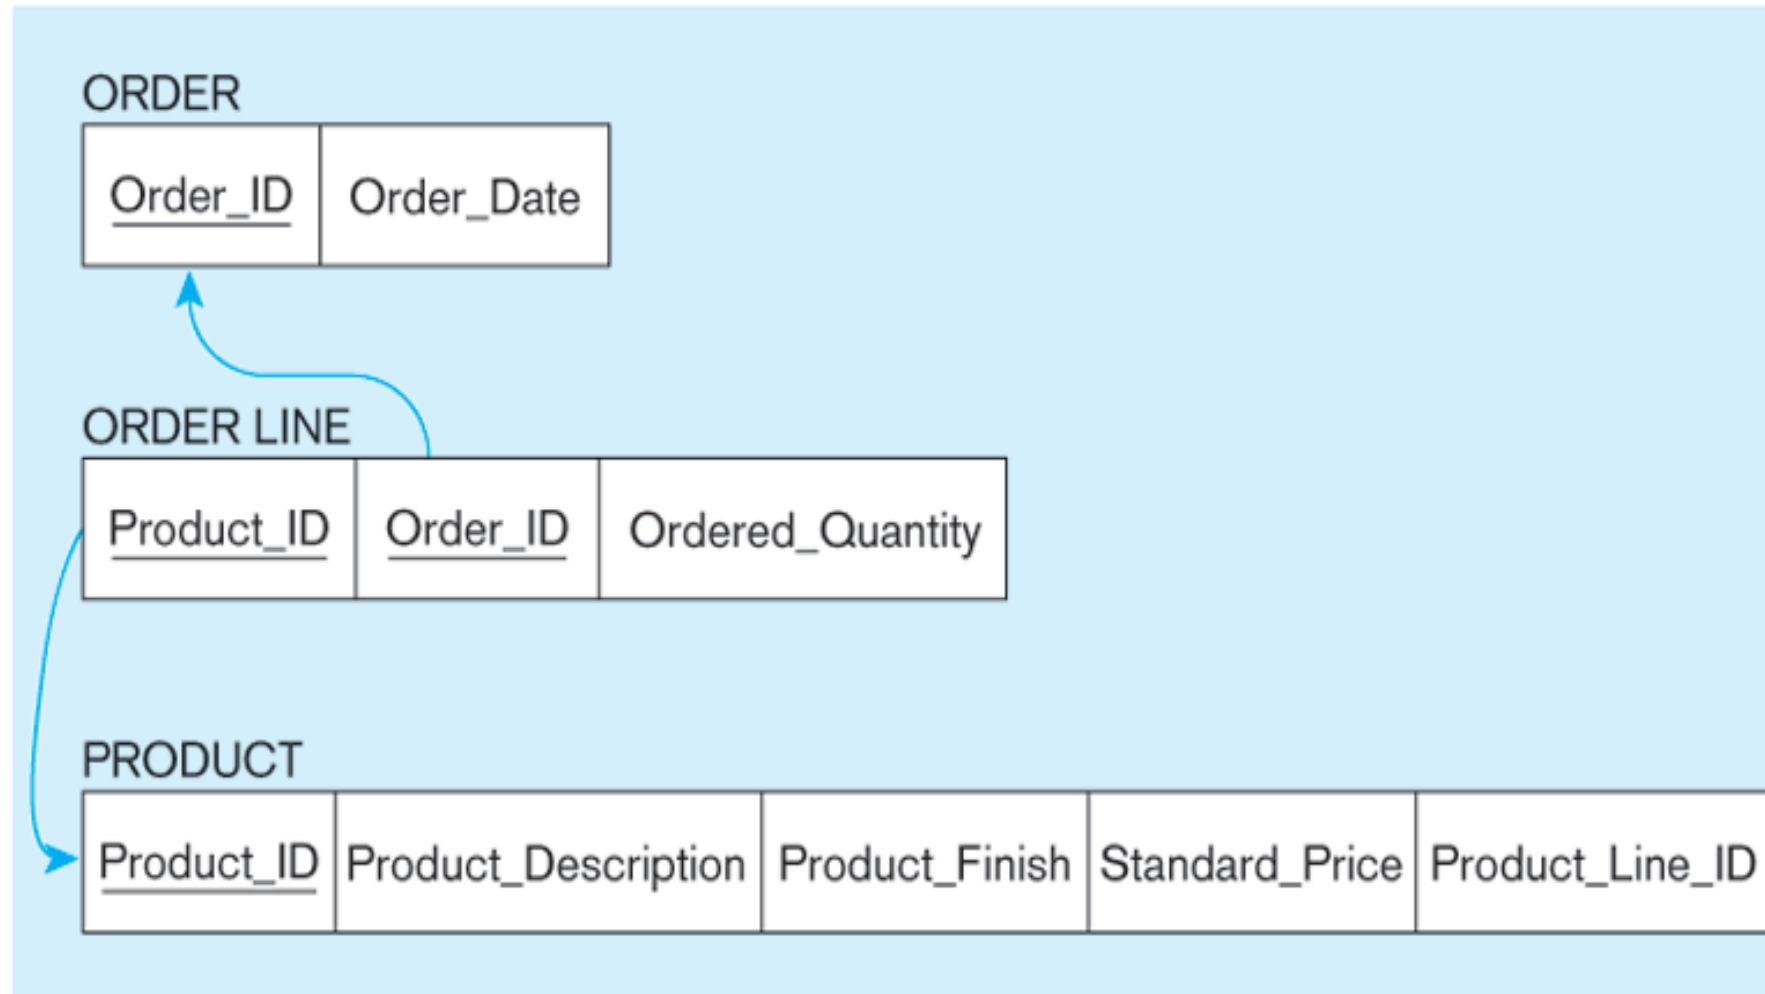 ORDER
Order_ID Order_Date
ORDER LINE
Product_ID Order_ID Ordered_Quantity
PRODUCT
Product_ID Product_Description Product_Finish Standard_Price Product_Line_ID